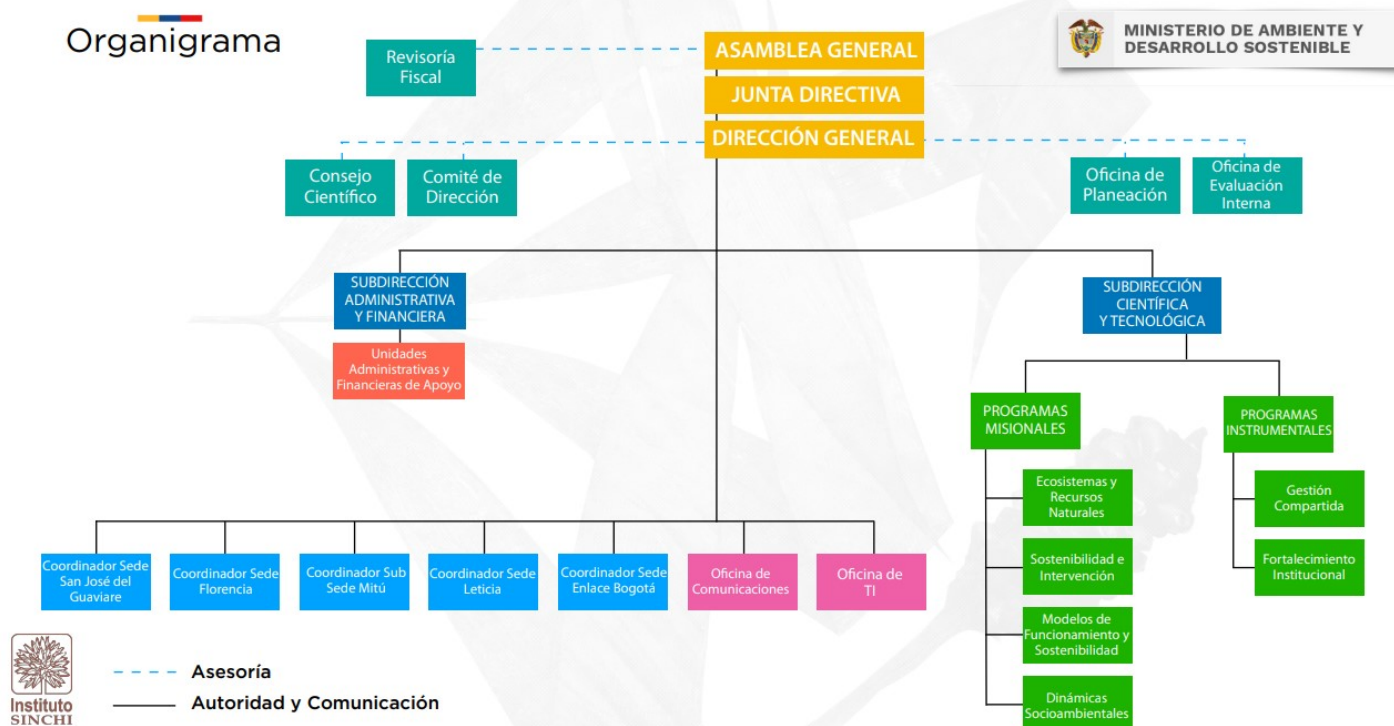 Organigrama
MINISTERIO DE AMBIENTE Y
DESARROLLO SOSTENIBLE
Revisoría
Fiscal
ASAMBLEA GENERAL
JUNTA DIRECTIVA
DIRECCIÓN GENERAL
Consejo
Científico
Comité de
Dirección
Oficina de
Planeación
Oficina de
Evaluación
Interna
SUBDIRECCIÓN
ADMINISTRATIVA
Y FINANCIERA
SUBDIRECCIÓN
CIENTÍFICA
Y TECNOLÓGICA
Unidades
Administrativas y
Financieras de Apoyo
PROGRAMAS
MISIONALES
PROGRAMAS
INSTRUMENTALES
Ecosistemas y
Recursos
Naturales
Sostenibilidad e
Intervención
Modelos de
Funcionamiento y
Sostenibilidad
Dinámicas
Socioambientales
Gestión
Compartida
Fortalecimiento
Institucional
Coordinador Sede
San José del
Guaviare
Coordinador Sede
Florencia
Coordinador Sub
Sede Mitú
Coordinador Sede
Leticia
Coordinador Sede
Enlace Bogotá
Oficina de
Comunicaciones
Oficina de
TI
Instituto
SINCHI
Asesoría
Autoridad y Comunicación